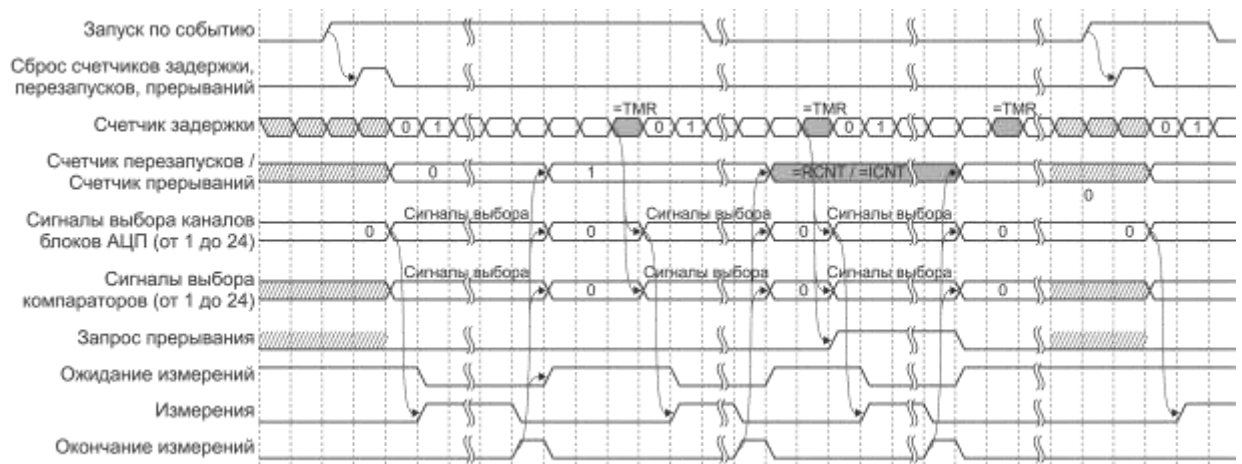 Запуск по событию
Сброс счетчиков задержки,
перезапусков, прерываний
=TMR =TMR =TMR
Счетчик задержки 0 1 0 1 0 1 0 1
Счетчик перезапусков /
Счетчик прерываний 0 1 =RCNT / =ICNT
0
Сигналы выбора Сигналы выбора Сигналы выбора
Сигналы выбора каналов
блоков АЦП (от 1 до 24) 0 0 0 0 0
Сигналы выбора Сигналы выбора Сигналы выбора
Сигналы выбора
компараторов (от 1 до 24) 0 0 0
Запрос прерывания
Ожидание измерений
Измерения
Окончание измерений